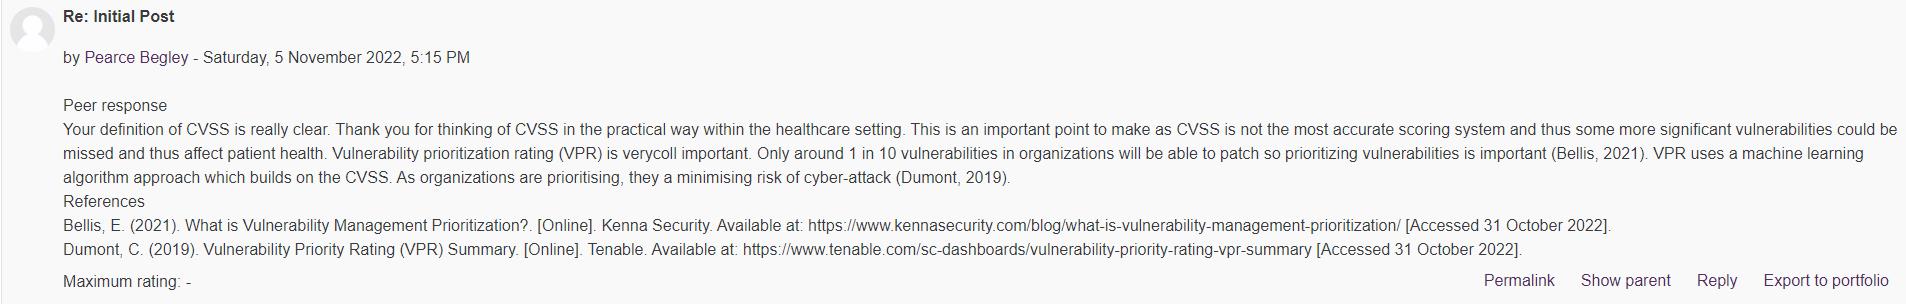 Re: Initial Post
by Pearce Begley - Saturday, 5 November 2022, 5:15 PM
Peer response
Your definition of CVSS is really clear. Thank you for thinking of CVSS in the practical way within the healthcare setting. This is an important point to make as CVSS is not the most accurate scoring system and thus some more significant vulnerabilities could be
missed and thus affect patient health. Vulnerability prioritization rating (VPR) is verycoll important. Only around 1 in 10 vulnerabilities in organizations will be able to patch so prioritizing vulnerabilities is important (Bellis, 2021). VPR uses a machine learning
algorithm approach which builds on the CVSS. As organizations are prioritising, they a minimising risk of cyber-attack (Dumont, 2019).
References
Bellis, E. (2021). What is Vulnerability Management Prioritization?. [Online]. Kenna Security. Available at: https://www.kennasecurity.com/blog/what-is-vulnerability-management-prioritization/ [Accessed 31 October 2022].
Dumont, C. (2019). Vulnerability Priority Rating (VPR) Summary. [Online]. Tenable. Available at: https://www.tenable.com/sc-dashboards/vulnerability-priority-rating-vpr-summary [Accessed 31 October 2022].
Maximum rating: - Permalink Show parent Reply Export to portfolio